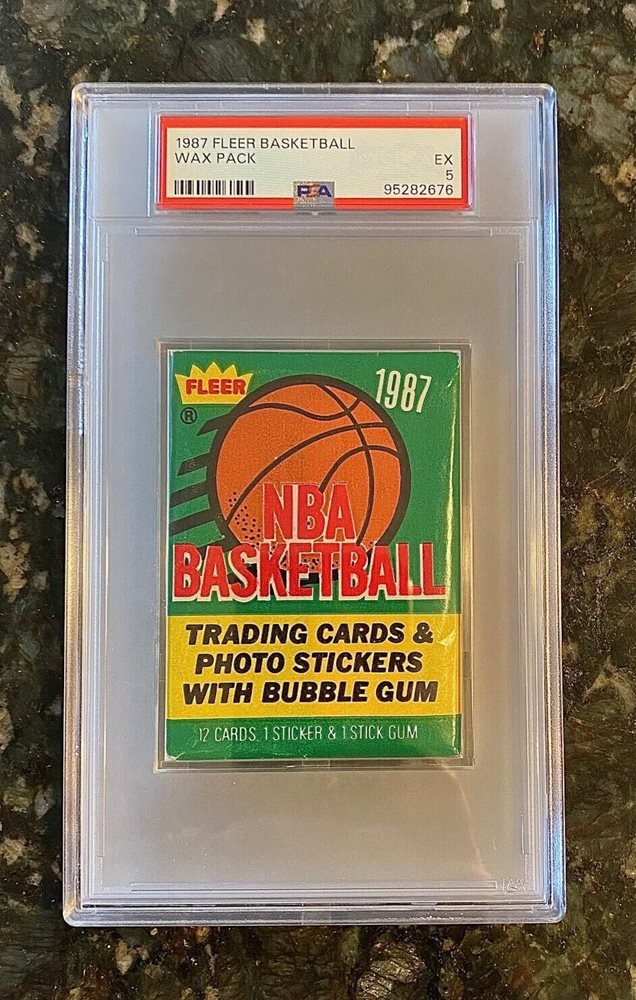 1987 FLEER BASKETBALL
WAX PACK
EX
5
PSA
95282676
FLEER
®
1987
NBA
BASKETBALL
TRADING CARDS &
PHOTO STICKERS
WITH BUBBLE GUM
12 CARDS, 1 STICKER & 1 STICK GUM